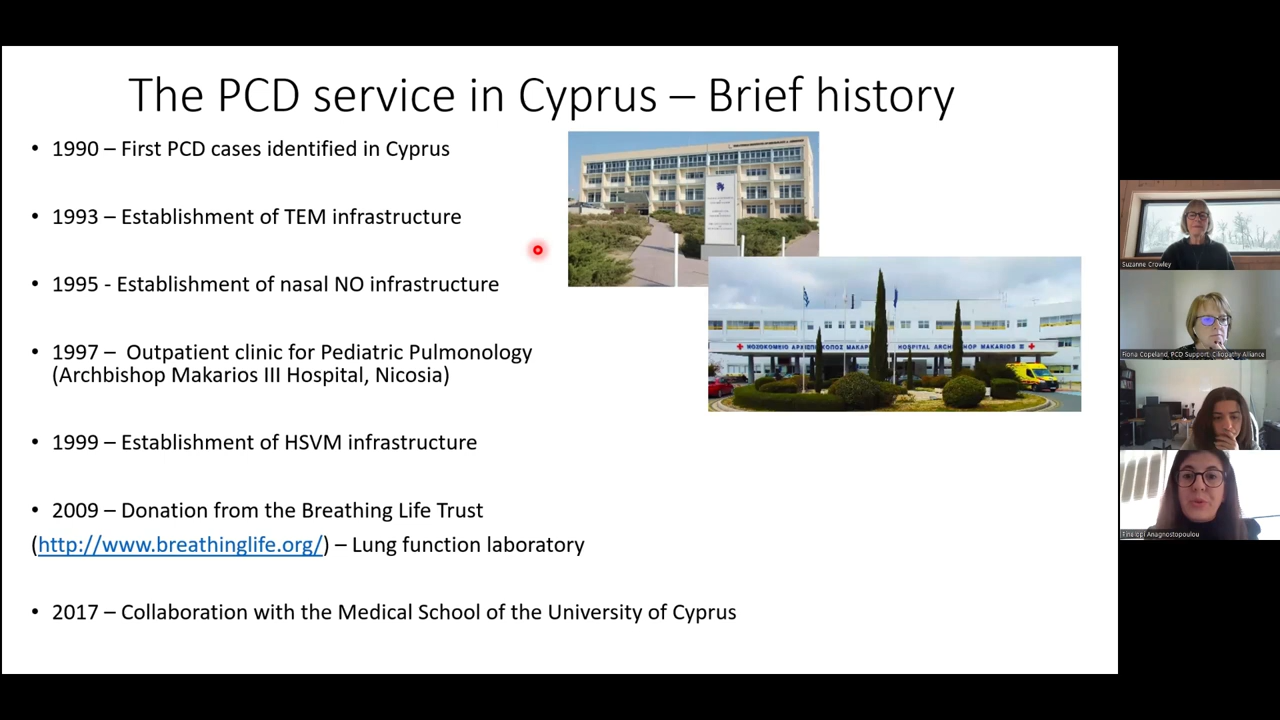 The PCD service in Cyprus – Brief history
• 1990 – First PCD cases identified in Cyprus
• 1993 – Establishment of TEM infrastructure
• 1995 - Establishment of nasal NO infrastructure
• 1997 – Outpatient clinic for Pediatric Pulmonology
(Archbishop Makarios III Hospital, Nicosia)
• 1999 – Establishment of HSVM infrastructure
• 2009 – Donation from the Breathing Life Trust
(http://www.breathinglife.org/) – Lung function laboratory
• 2017 – Collaboration with the Medical School of the University of Cyprus
HOSPITAL ARCHBISHOP MAKARIOS III
Suzanne Crowley
Fiona Copeland, PCD Support, Ciliopathy Alliance
Pinelopi Anagnostopoulou